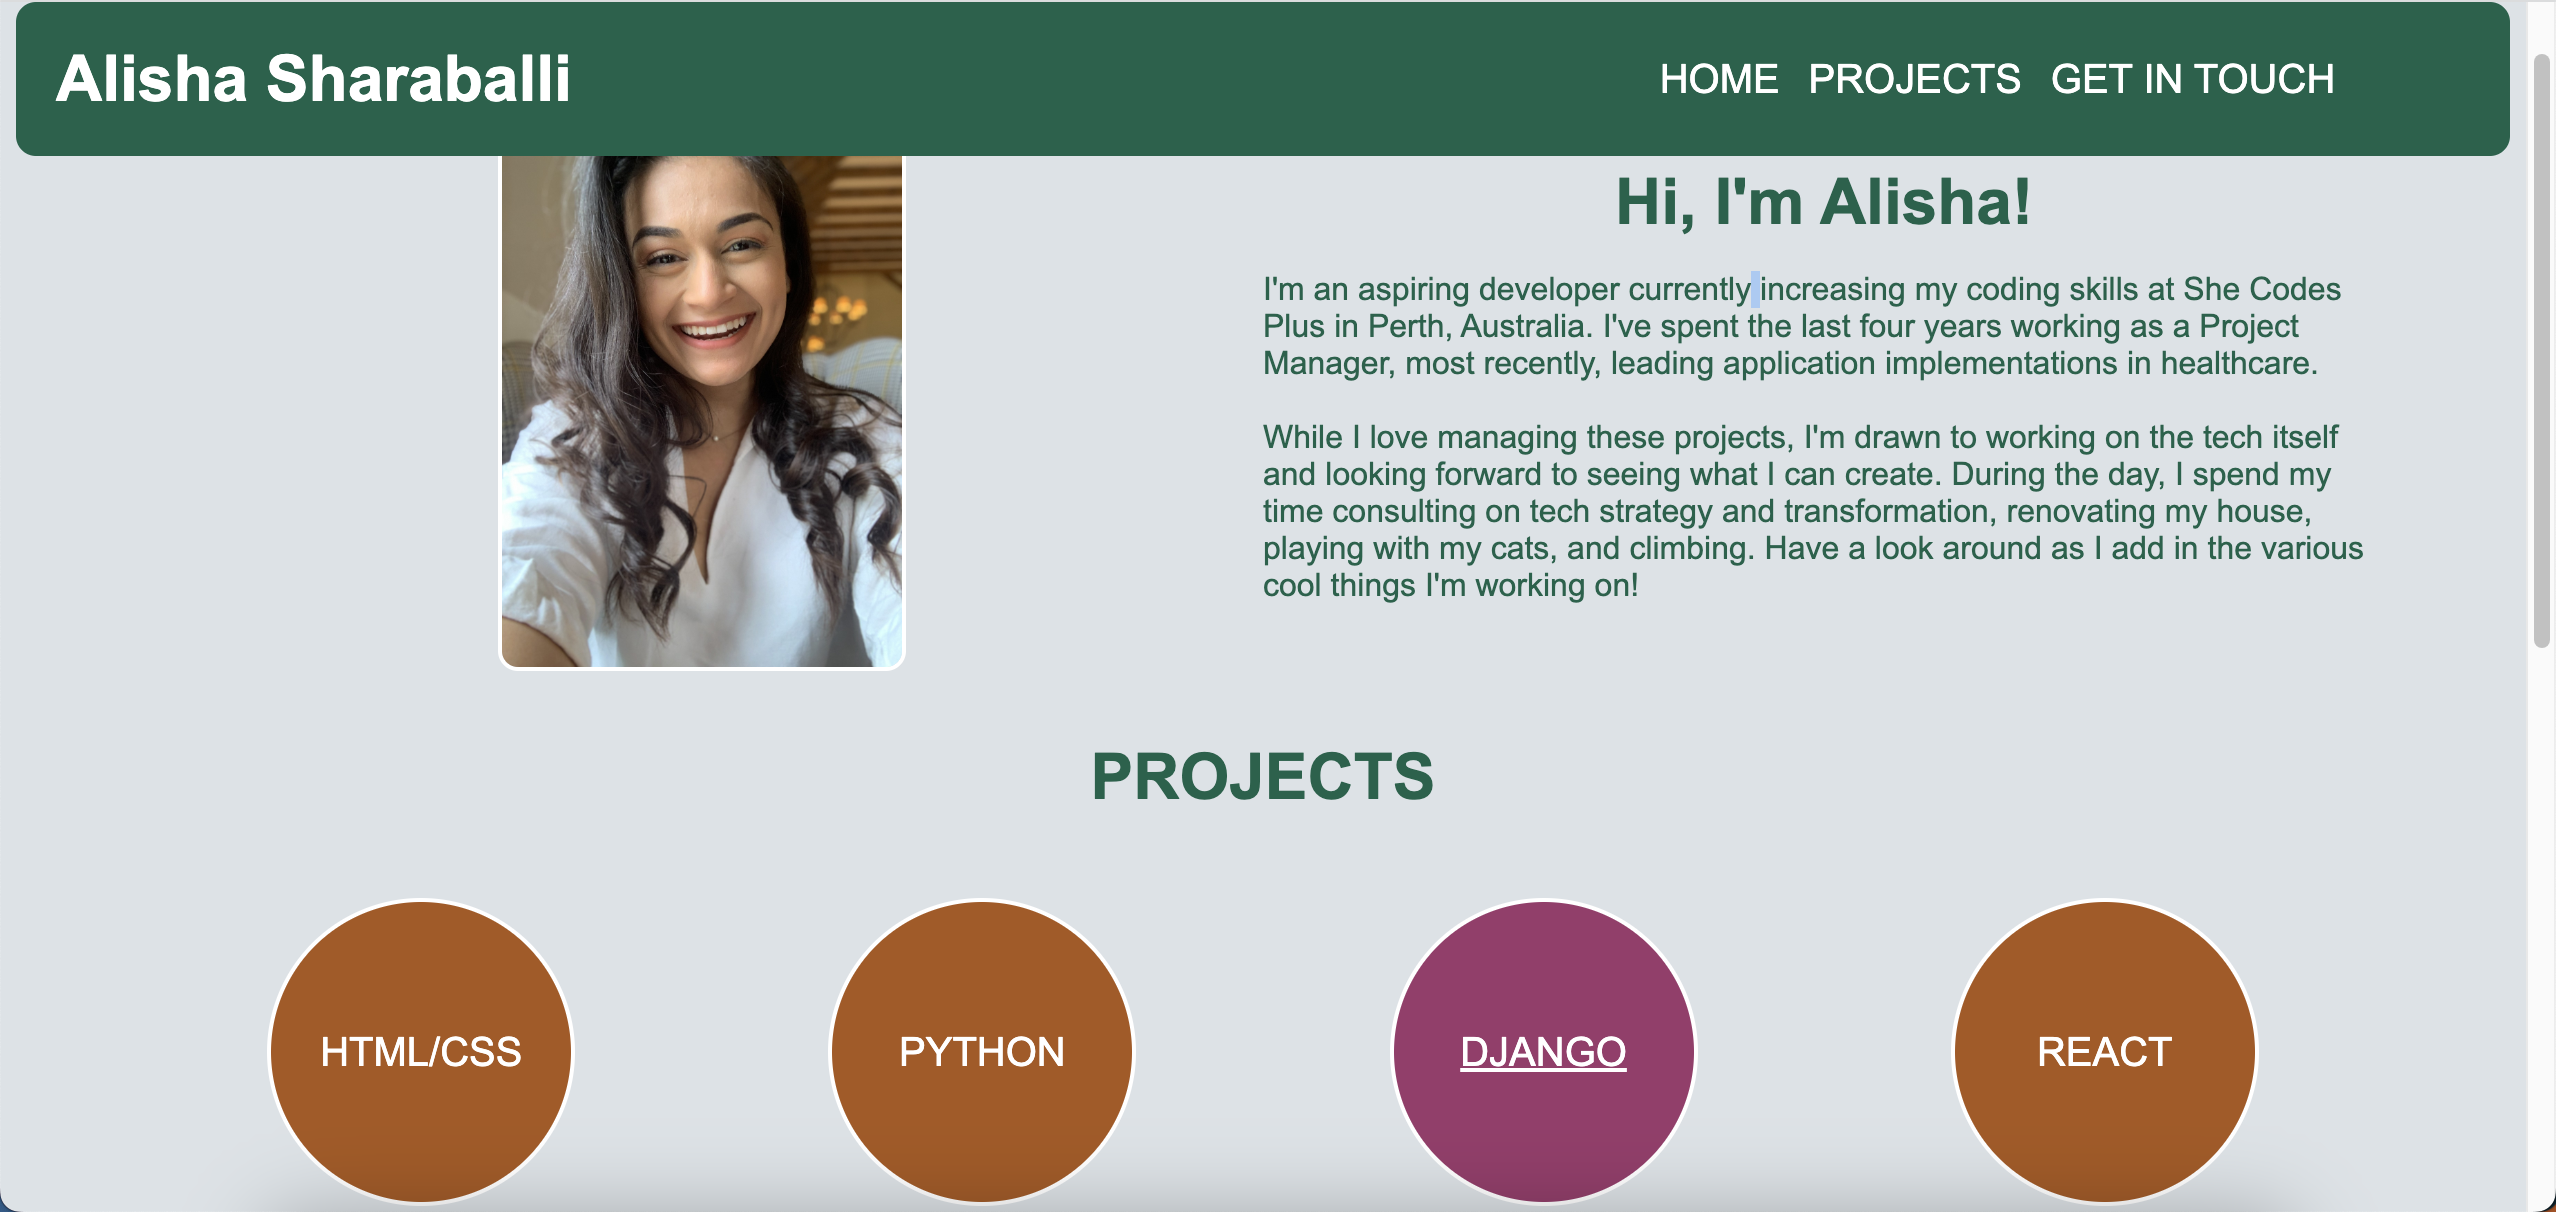 Alisha Sharaballi
HOME PROJECTS GET IN TOUCH
Hi, I'm Alisha!
I'm an aspiring developer currently increasing my coding skills at She Codes
Plus in Perth, Australia. I've spent the last four years working as a Project
Manager, most recently, leading application implementations in healthcare.
While I love managing these projects, I'm drawn to working on the tech itself
and looking forward to seeing what I can create. During the day, I spend my
time consulting on tech strategy and transformation, renovating my house,
playing with my cats, and climbing. Have a look around as I add in the various
cool things I'm working on!
PROJECTS
HTML/CSS
PYTHON
DJANGO
REACT